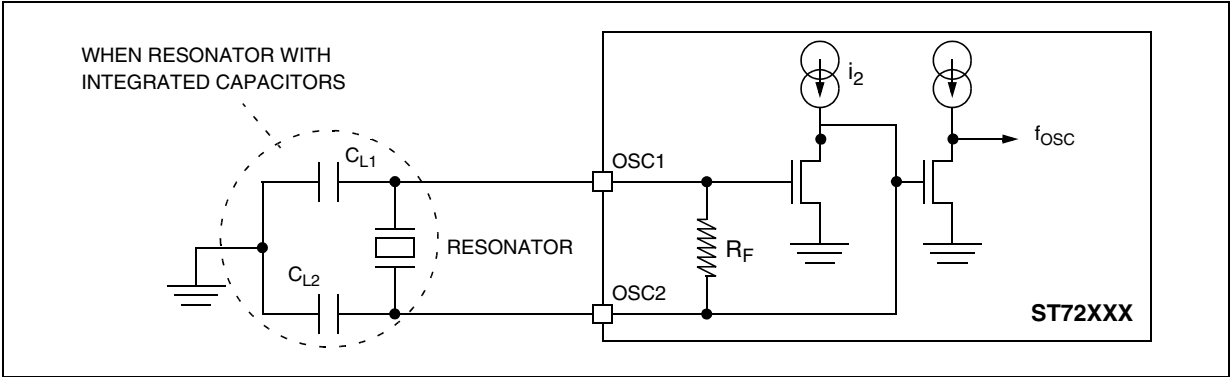 WHEN RESONATOR WITH
INTEGRATED CAPACITORS
i2
fOSC
CL1
OSC1
RESONATOR
RF
CL2
OSC2
ST72XXX